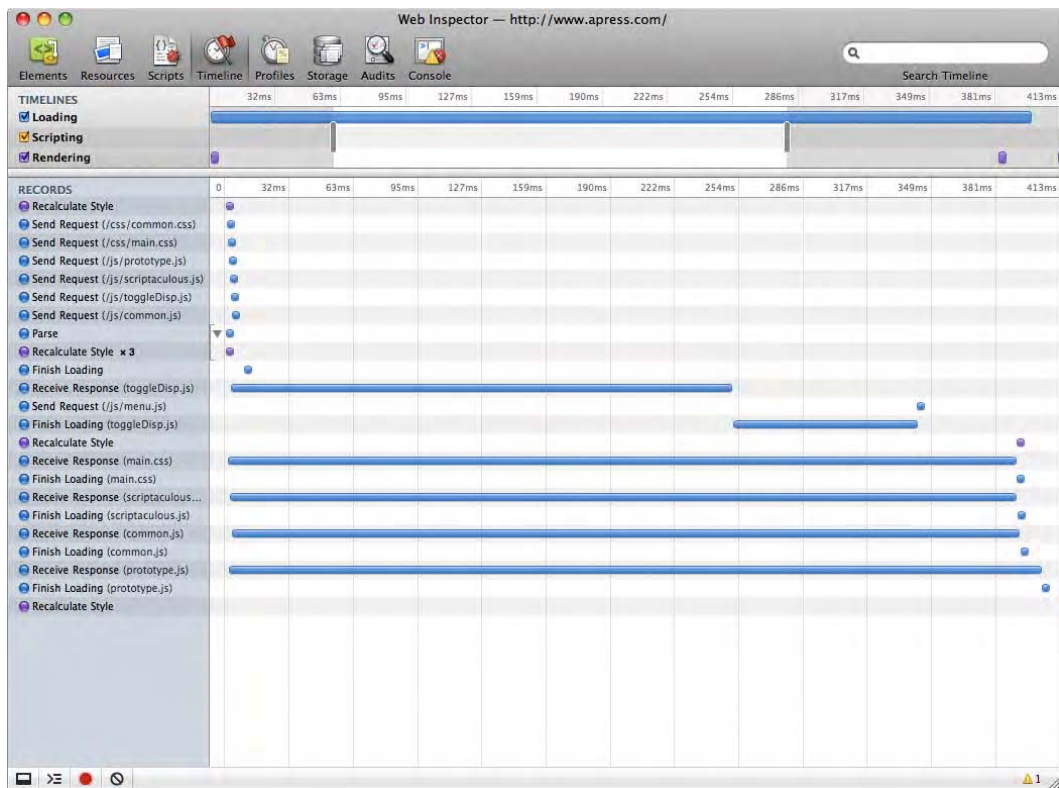 Web Inspector — http://www.apress.com/
Elements Resources Scripts Timeline Profiles Storage Audits Console
Search Timeline
TIMELINES 32ms 63ms 95ms 127ms 159ms 190ms 222ms 254ms 286ms 317ms 349ms 381ms 413ms
Loading
Scripting
Rendering
RECORDS 0 32ms 63ms 95ms 127ms 159ms 190ms 222ms 254ms 286ms 317ms 349ms 381ms 413ms
Recalculate Style
Send Request (/css/common.css)
Send Request (/css/main.css)
Send Request (/js/prototype.js)
Send Request (/js/scriptaculous.js)
Send Request (/js/toggleDisp.js)
Send Request (/js/common.js)
Parse
Recalculate Style × 3
Finish Loading
Receive Response (toggleDisp.js)
Send Request (/js/menu.js)
Finish Loading (toggleDisp.js)
Recalculate Style
Receive Response (main.css)
Finish Loading (main.css)
Receive Response (scriptaculous...
Finish Loading (scriptaculous.js)
Receive Response (common.js)
Finish Loading (common.js)
Receive Response (prototype.js)
Finish Loading (prototype.js)
Recalculate Style
1